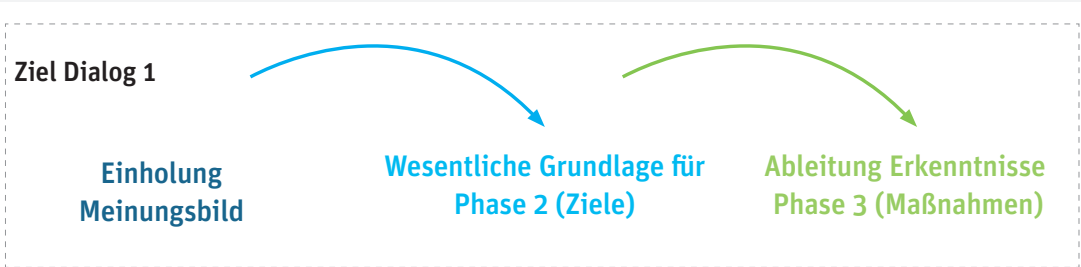 Ziel Dialog 1
Einholung
Meinungsbild
Wesentliche Grundlage für
Phase 2 (Ziele)
Ableitung Erkenntnisse
Phase 3 (Maßnahmen)